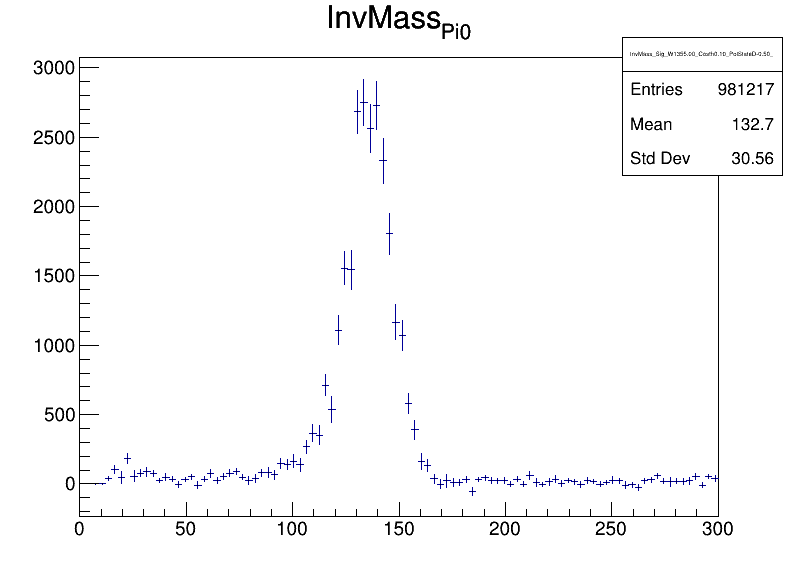 InvMass_Pi0
InvMass_Sig_W1355.00_Costh0.10_PolStateD-0.50_
Entries 981217
Mean 132.7
Std Dev 30.56
3000
2500
2000
1500
1000
500
0
0 50 100 150 200 250 300